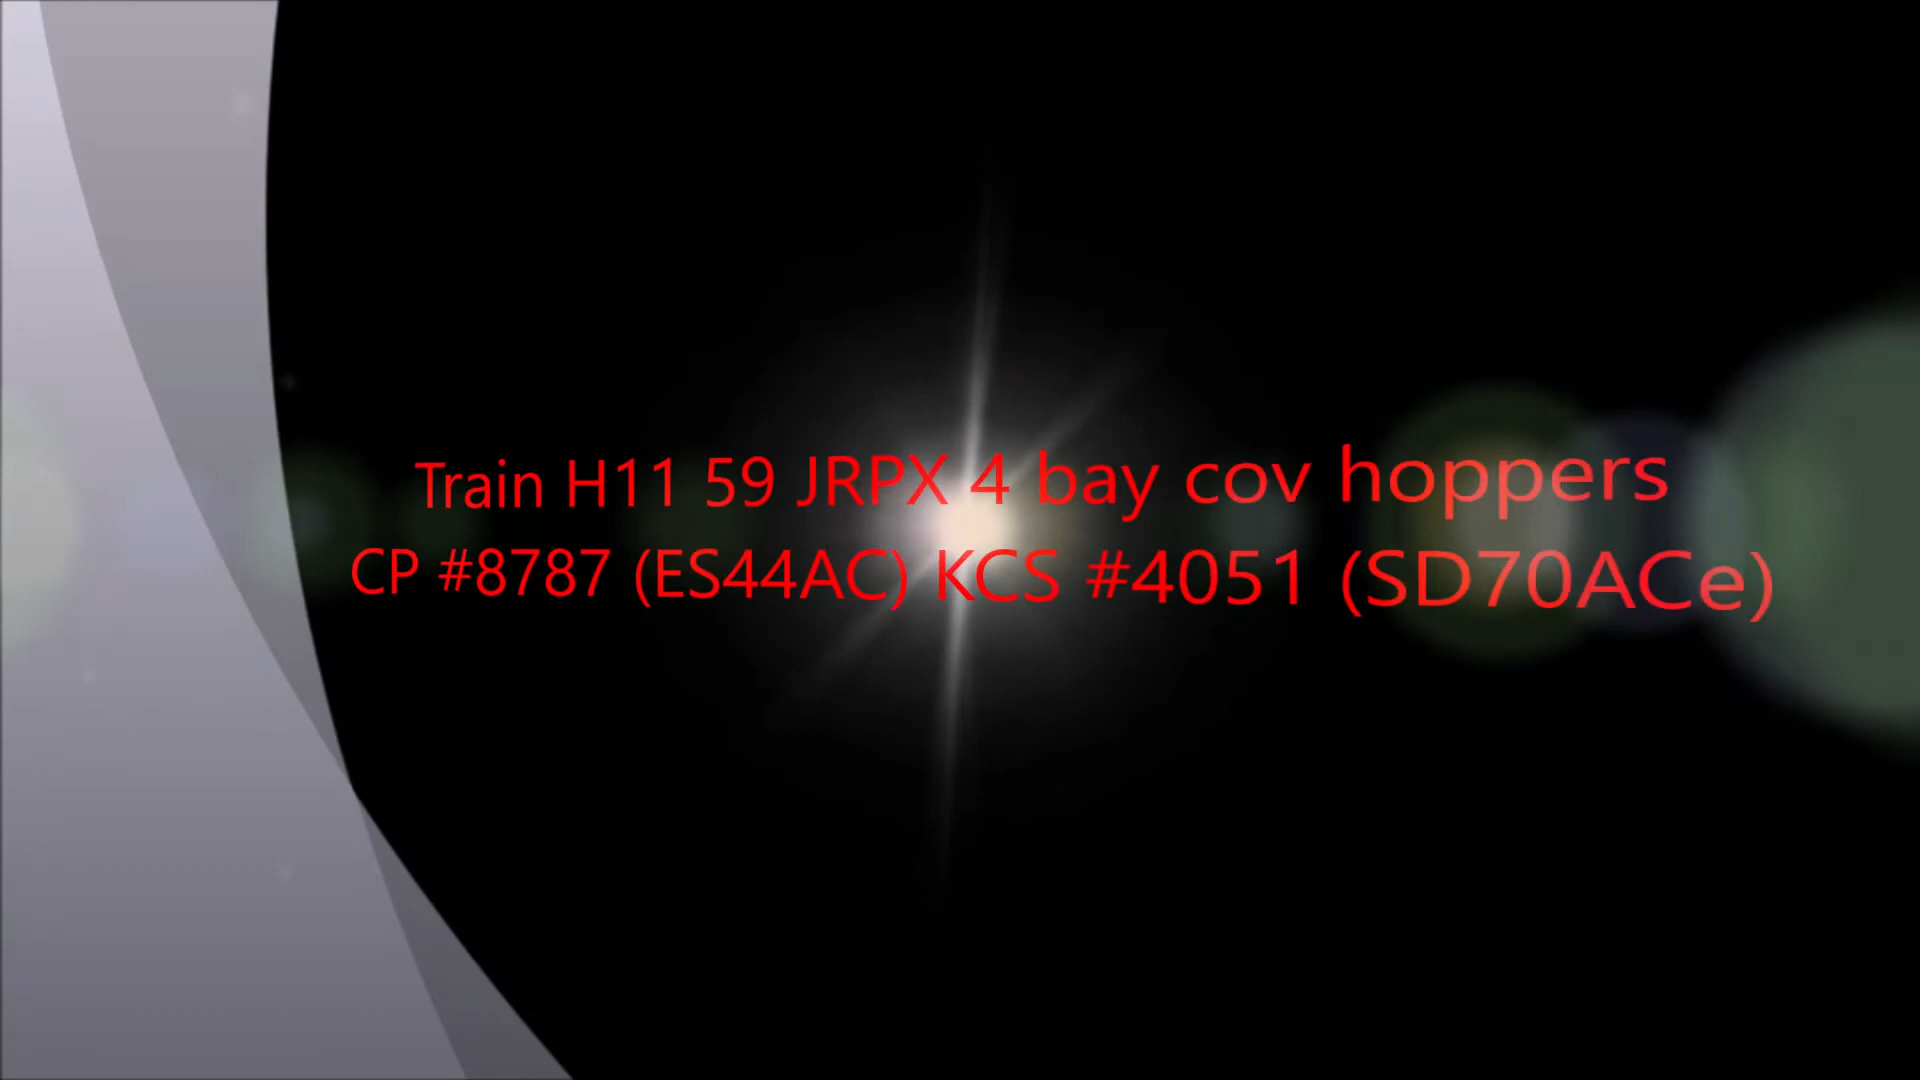 Train H11 59 JRPX 4 bay cov hoppers
CP #8787 (ES44AC) KCS #4051 (SD70ACe)